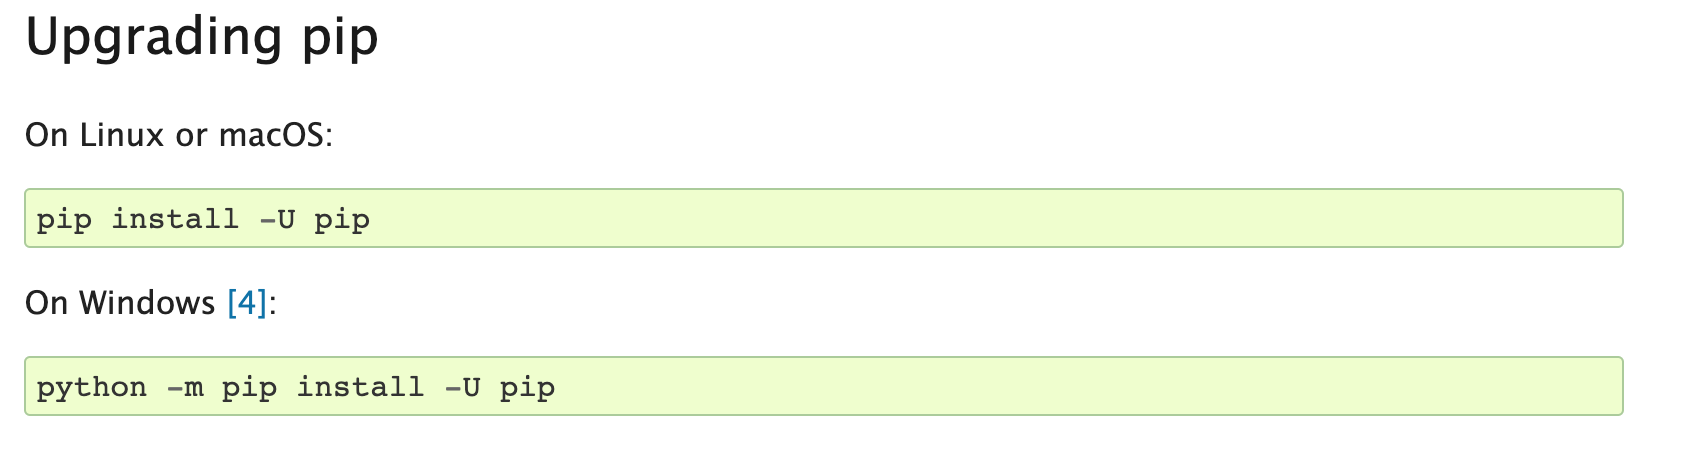 Upgrading pip
On Linux or macOS:
pip install -U pip
On Windows [4]:
python -m pip install -U pip